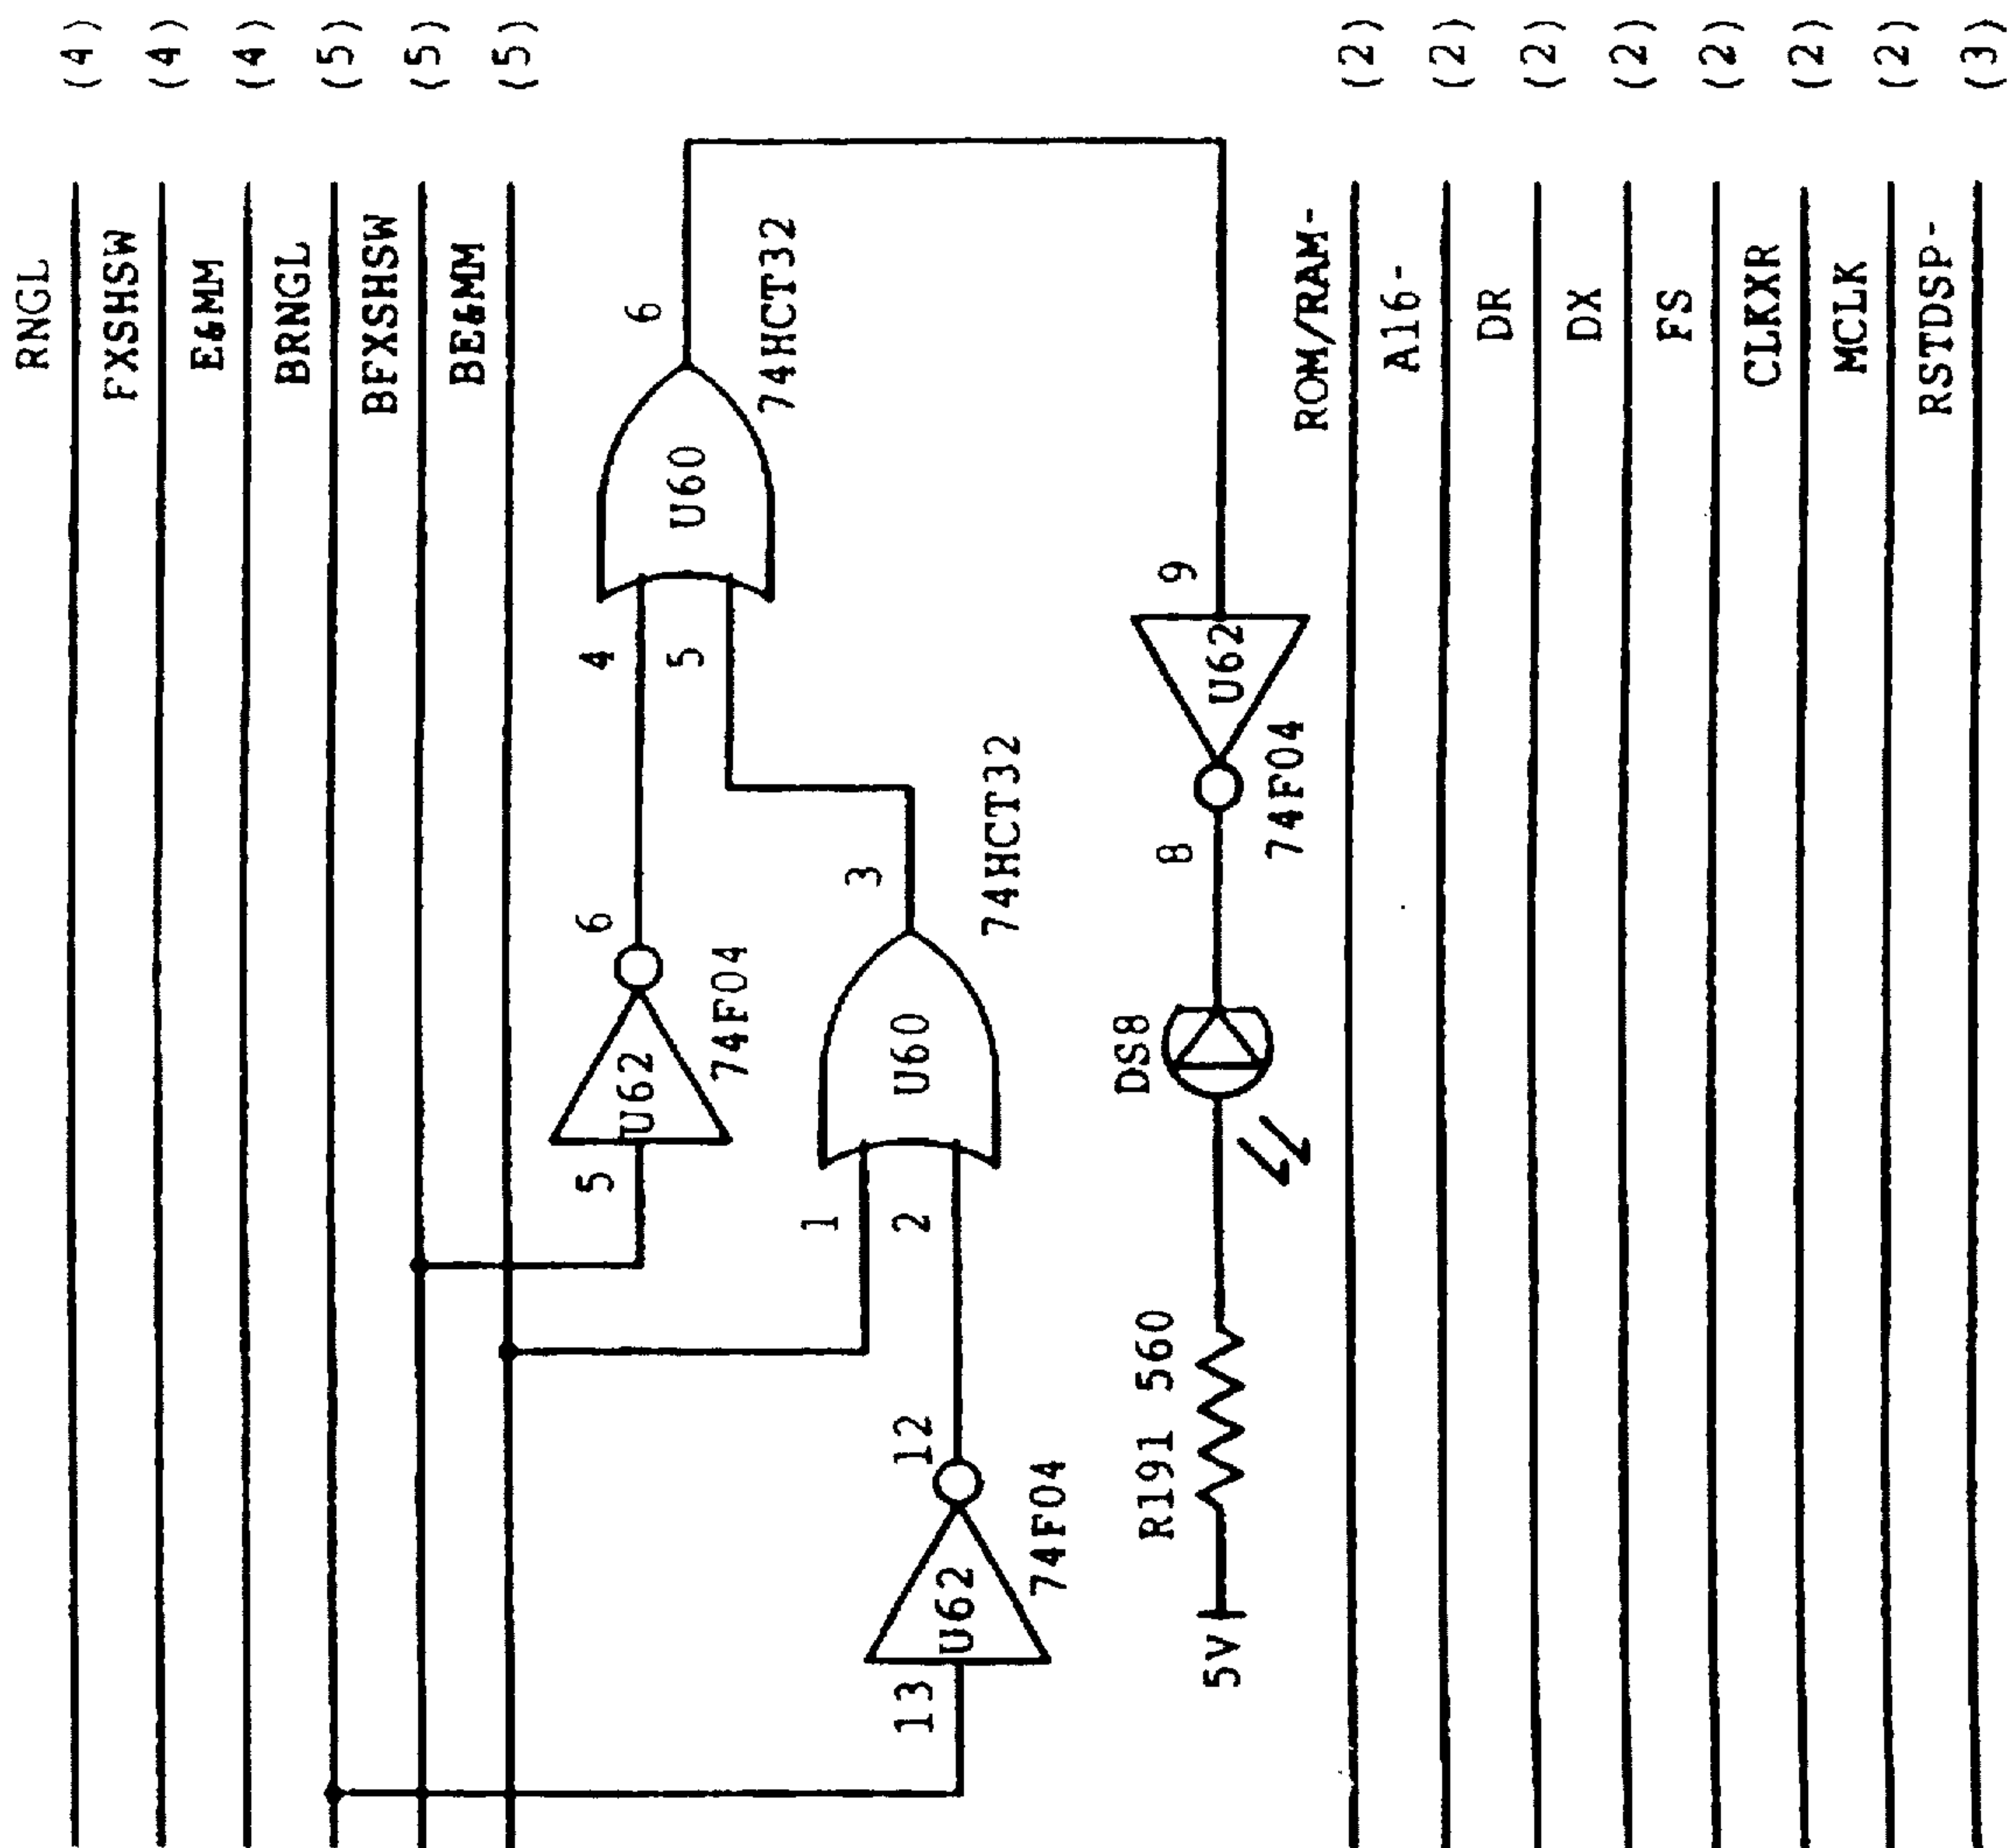 RNGL (4)
FXSHSW (4)
E&MM (4)
BRNGL (5)
BFXSHSW (5)
BE&MM (5)
5 U62 6
74F04
4
5
U60 6
74HCT32
1
2
U60 3
74HCT32
13 U62 12
74F04
DS8
R191 560
5V
8 U62 9
74F04
ROM/RAM- (2)
A16- (2)
DR (2)
DX (2)
FS (2)
CLKXR (2)
MCLK (2)
RSTDSP- (3)